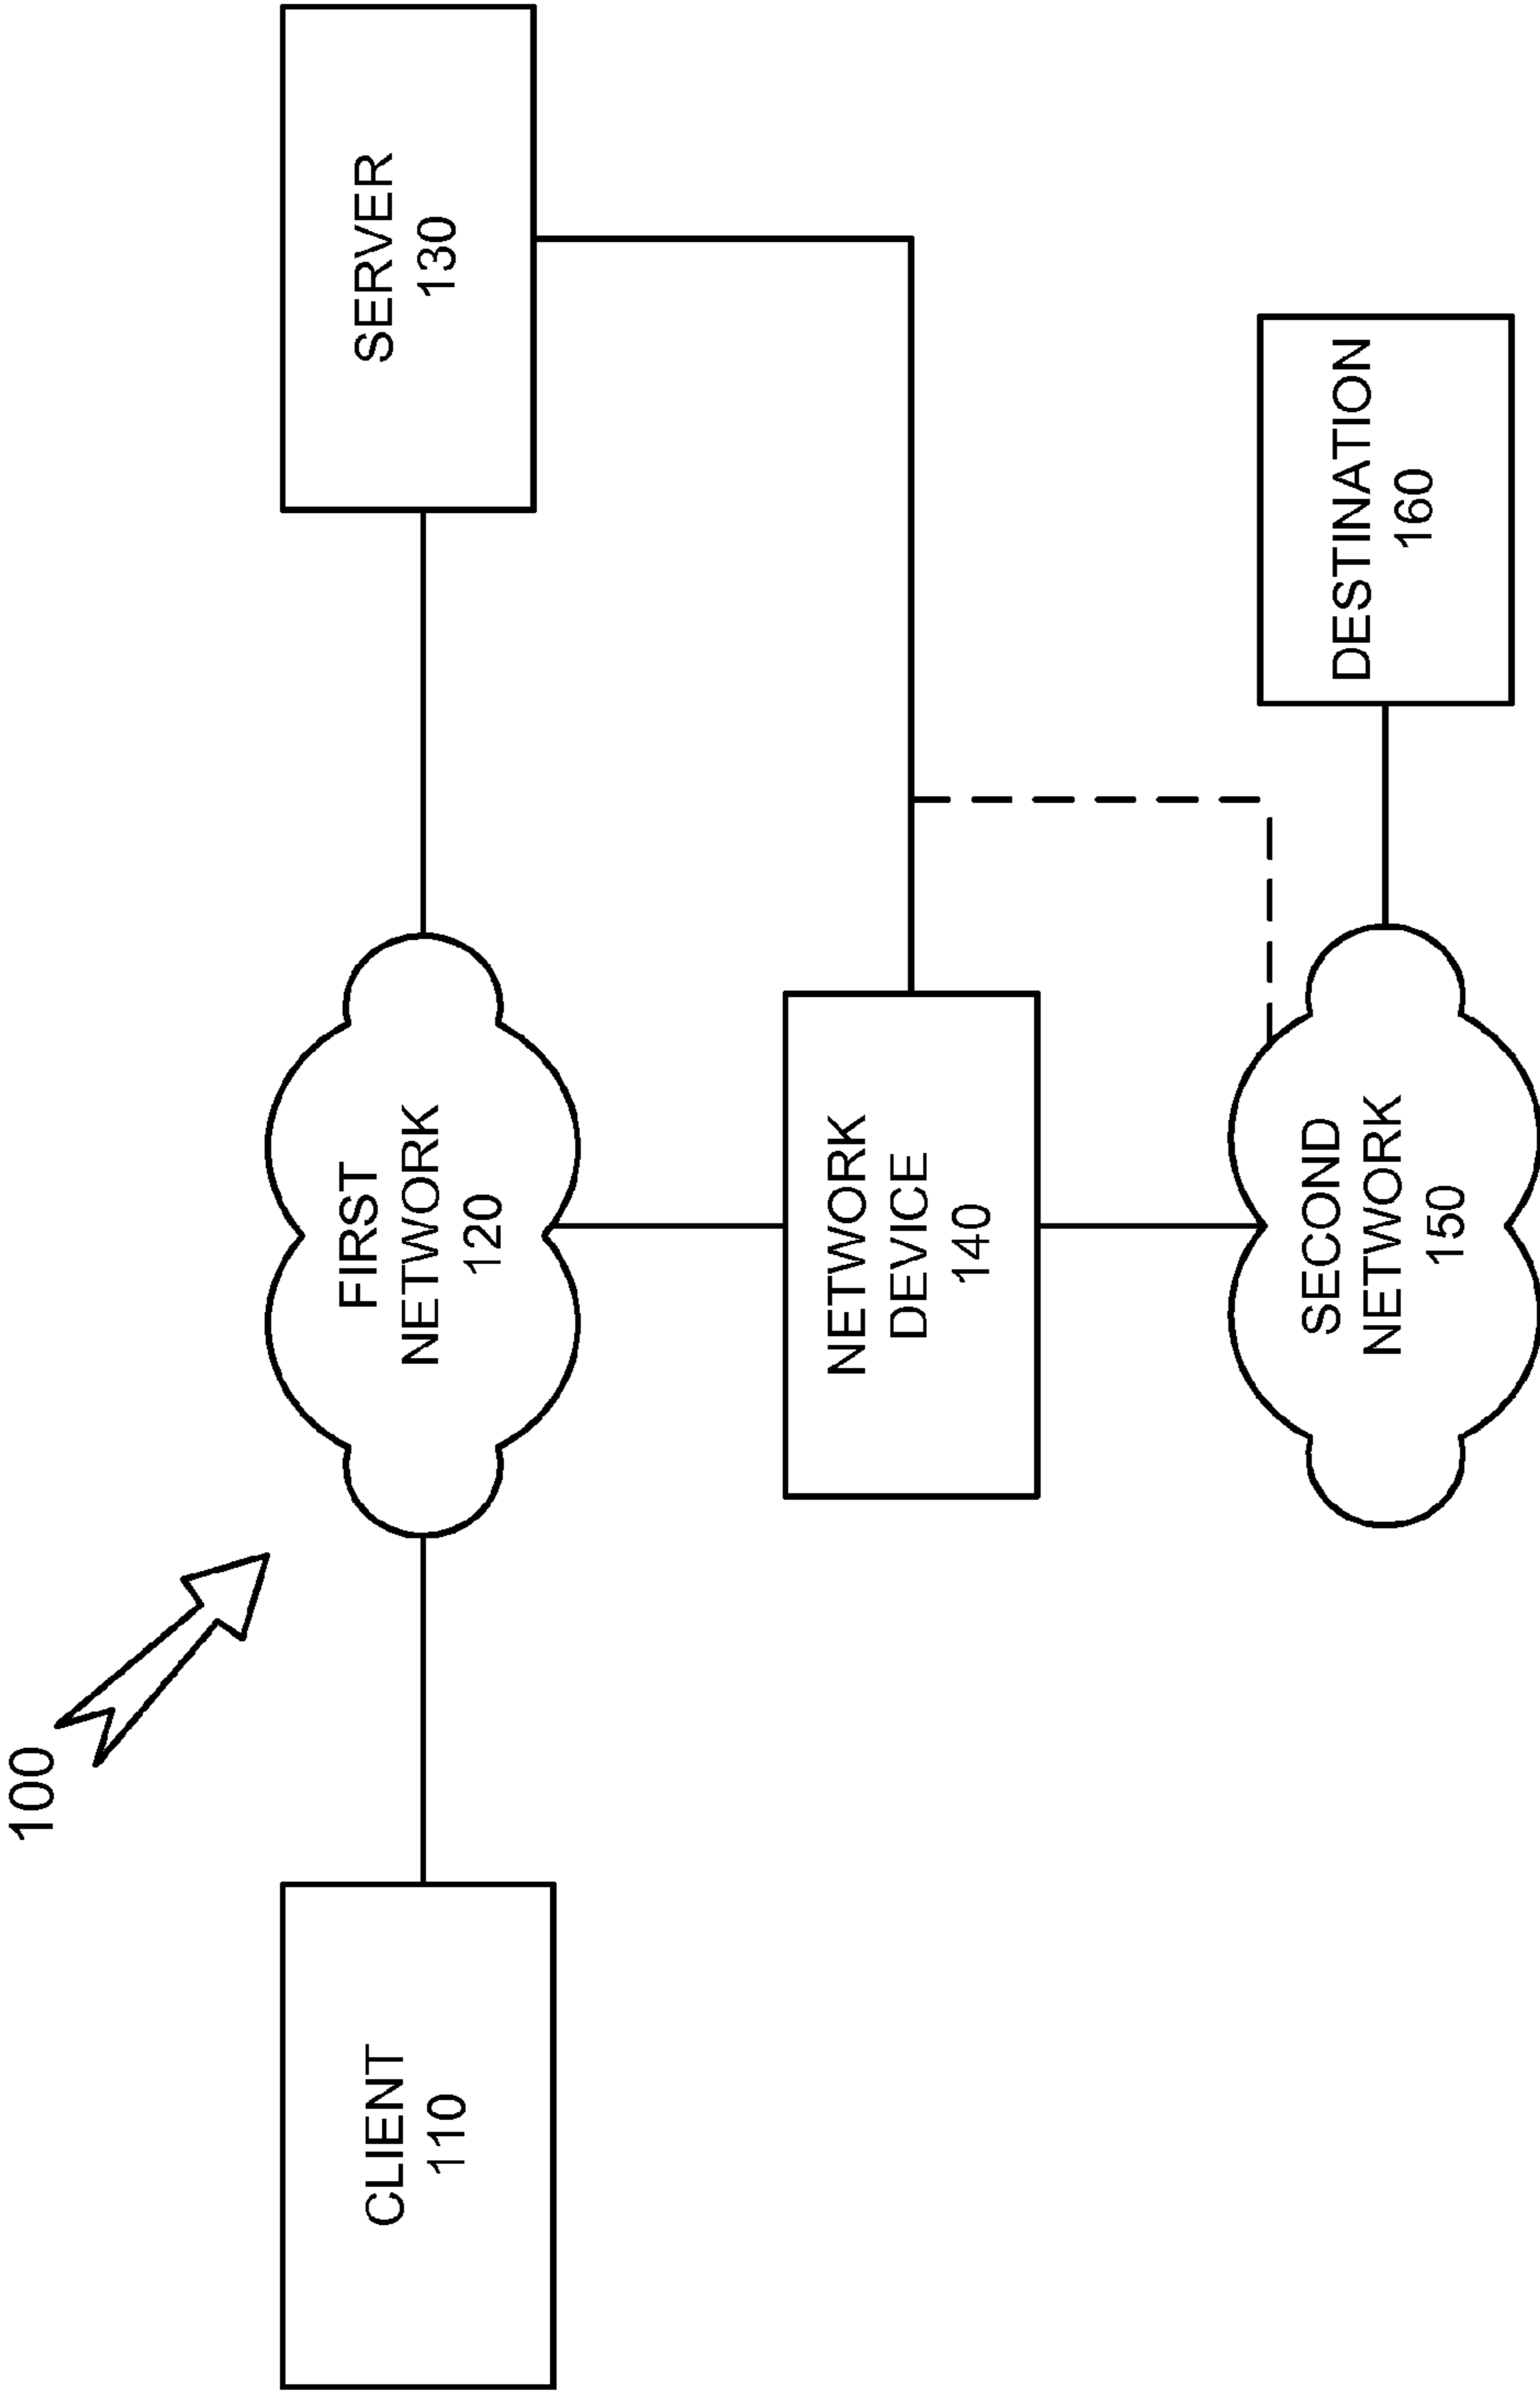 100
CLIENT
110
FIRST
NETWORK
120
SERVER
130
NETWORK
DEVICE
140
SECOND
NETWORK
150
DESTINATION
160